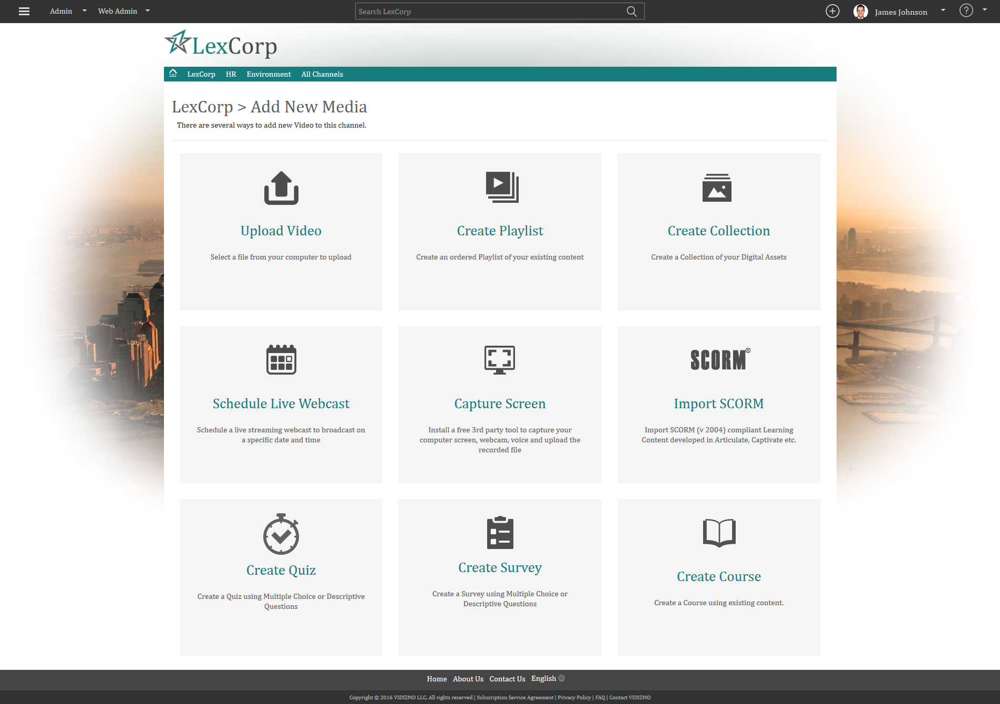 Admin Web Admin Search LexCorp James Johnson ?
LexCorp
LexCorp HR Environment All Channels
LexCorp > Add New Media
There are several ways to add new Video to this channel.
Upload Video
Select a file from your computer to upload
Create Playlist
Create an ordered Playlist of your existing content
Create Collection
Create a Collection of your Digital Assets
Schedule Live Webcast
Schedule a live streaming webcast to broadcast on
a specific date and time
Capture Screen
Install a free 3rd party tool to capture your
computer screen, webcam, voice and upload the
recorded file
SCORM®
Import SCORM
Import SCORM (v 2004) compliant Learning
Content developed in Articulate, Captivate etc.
Create Quiz
Create a Quiz using Multiple Choice or Descriptive
Questions
Create Survey
Create a Survey using Multiple Choice or
Descriptive Questions
Create Course
Create a Course using existing content.
Home | About Us | Contact Us | English
Copyright © 2016 VIDIZMO LLC. All rights reserved | Subscription Service Agreement | Privacy Policy | FAQ | Contact VIDIZMO